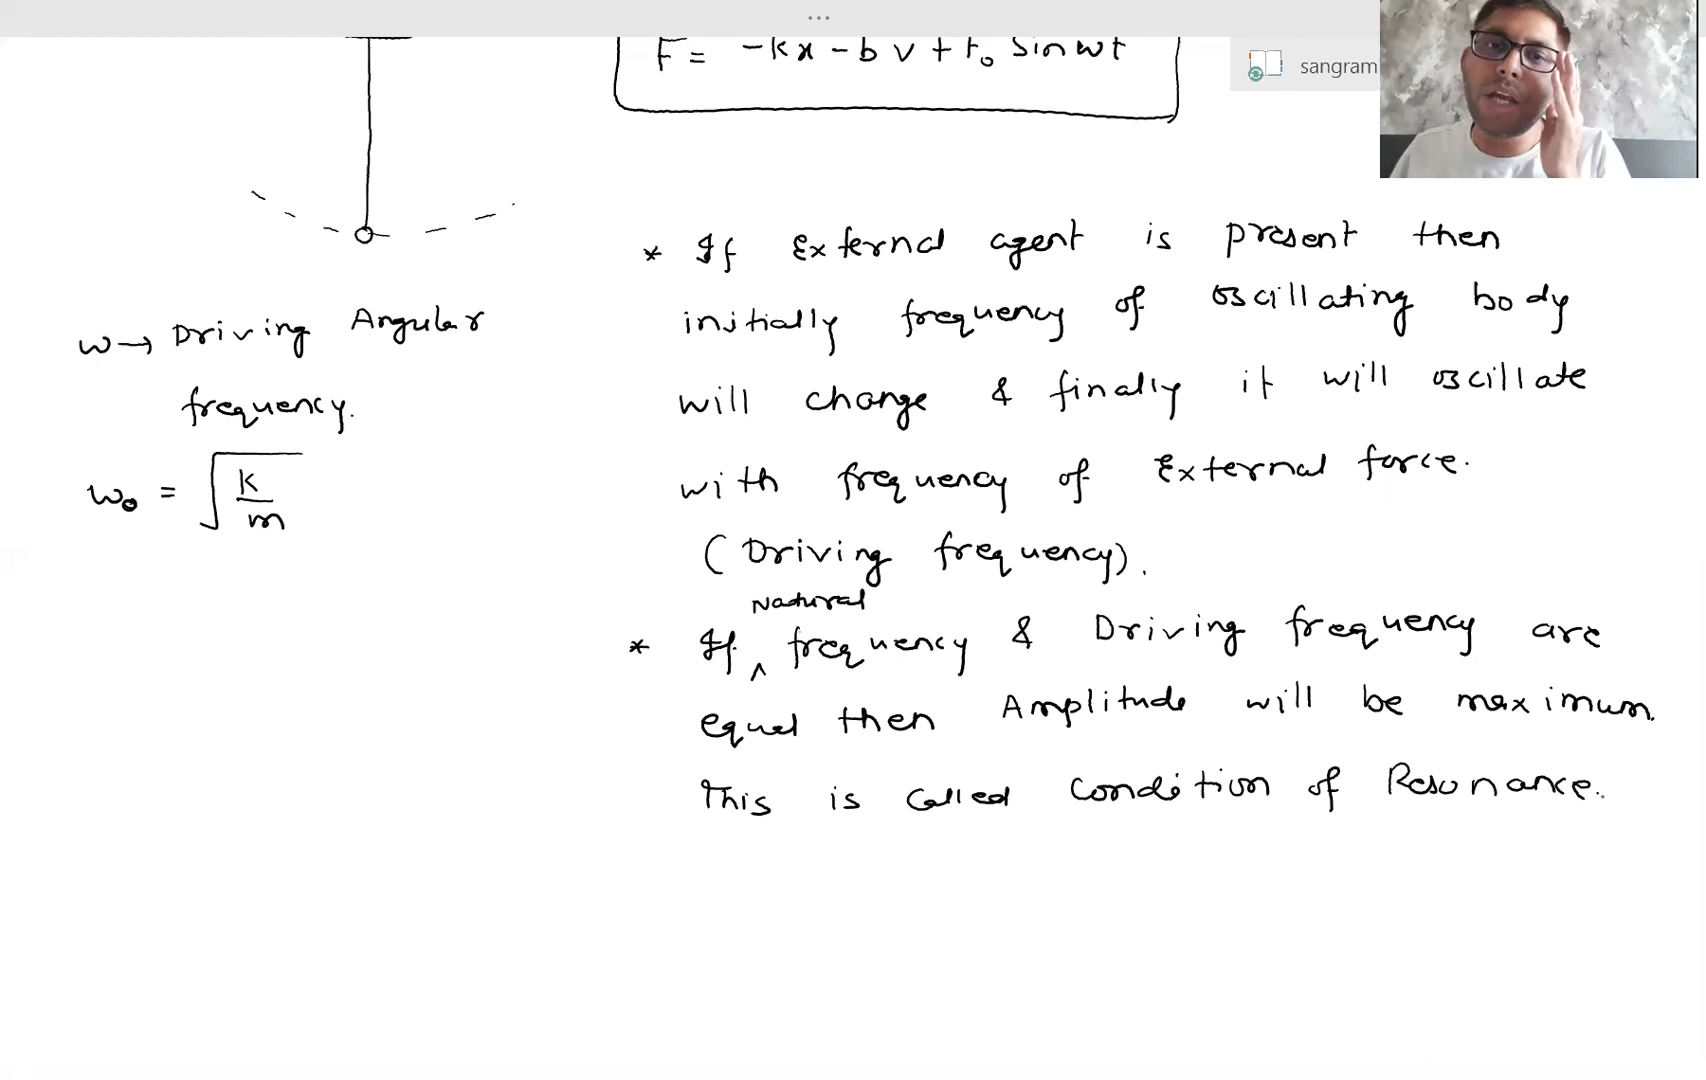 F = -kx - bv + F₀ sin wt
sangram
* If External agent is present then
initially frequency of oscillating body
will change & finally it will oscillate
with frequency of External force.
(Driving frequency).
Natural
* If ^ frequency & Driving frequency are
equal then Amplitude will be maximum.
This is called condition of Resonance.
w → Driving Angular
frequency.
w₀ = √k/m